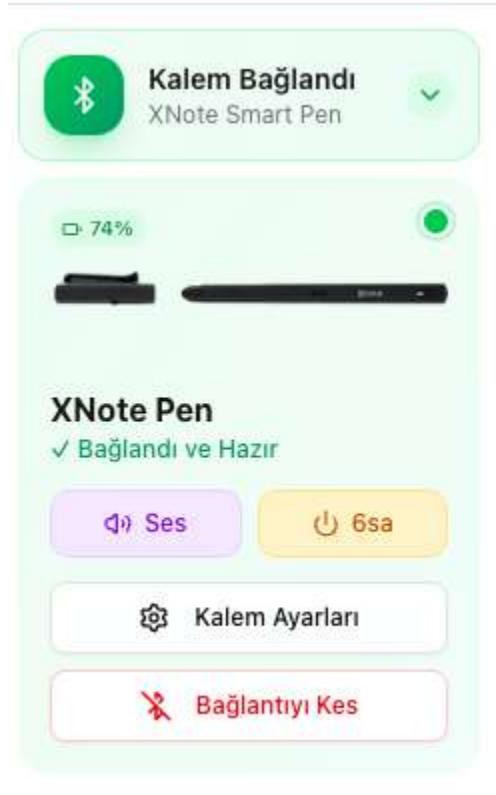 Kalem Bağlandı
XNote Smart Pen
74%
XNote Pen
✓ Bağlandı ve Hazır
Ses
6sa
Kalem Ayarları
Bağlantıyı Kes